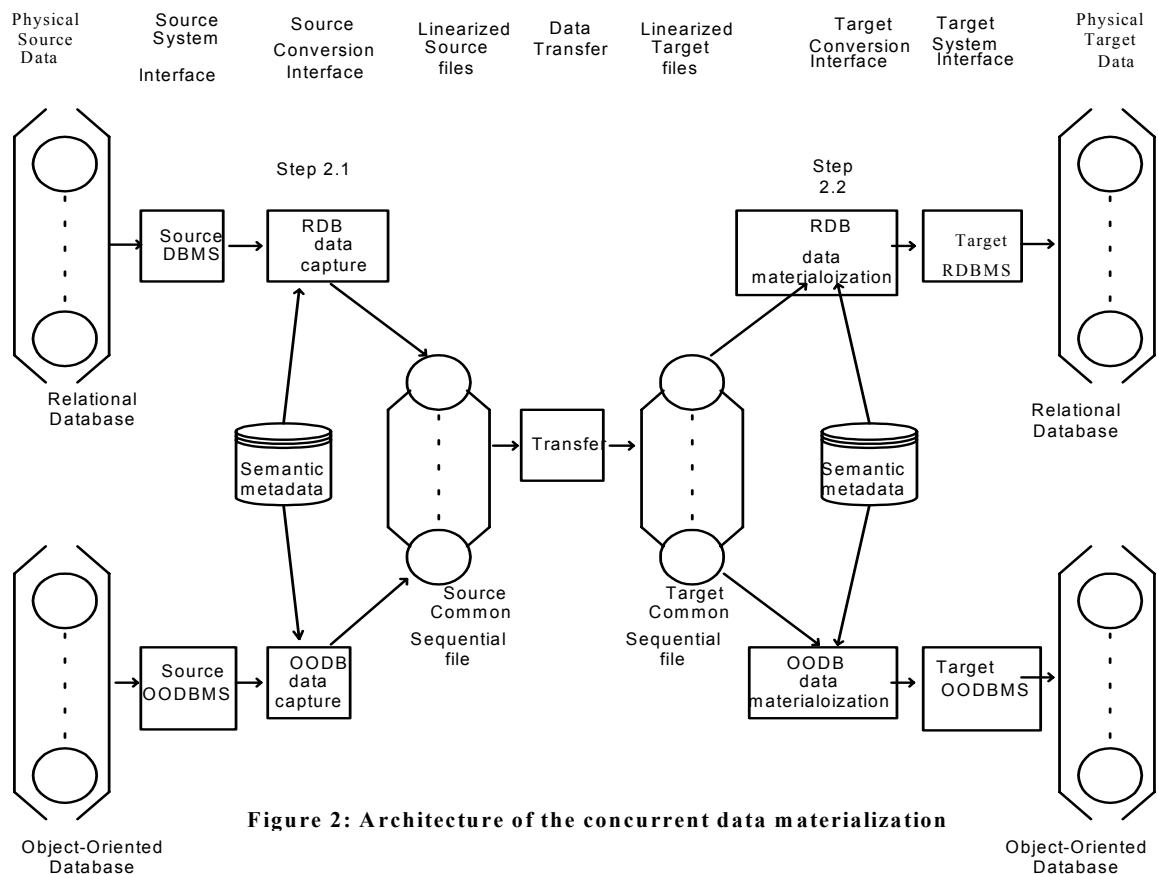 Physical
Source
Data
Source
System
Interface
Source
Conversion
Interface
Linearized
Source
files
Data
Transfer
Linearized
Target files
Target
Conversion
Interface
Target
System
Interface
Physical
Target
Data
Step 2.1
Step
2.2
Source
DBMS
RDB
data
capture
RDB
data
materialoization
Target
RDBMS
Relational
Database
Relational
Database
Semantic
metadata
Transfer
Semantic
metadata
Source
Common
Sequential
file
Target
Common
Sequential
file
Source
OODBMS
OODB
data
capture
OODB
data
materialoization
Target
OODBMS
Figure 2: Architecture of the concurrent data materialization
Object-Oriented
Database
Object-Oriented
Database